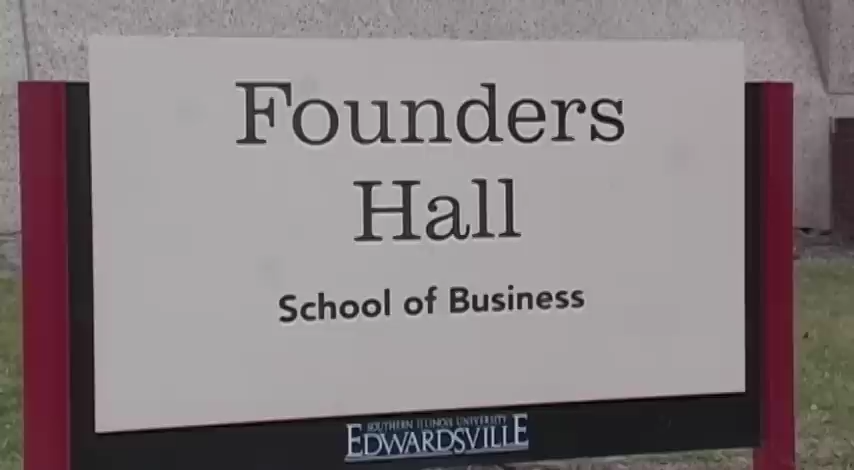 Founders
Hall
School of Business
SOUTHERN ILLINOIS UNIVERSITY
EDWARDSVILLE